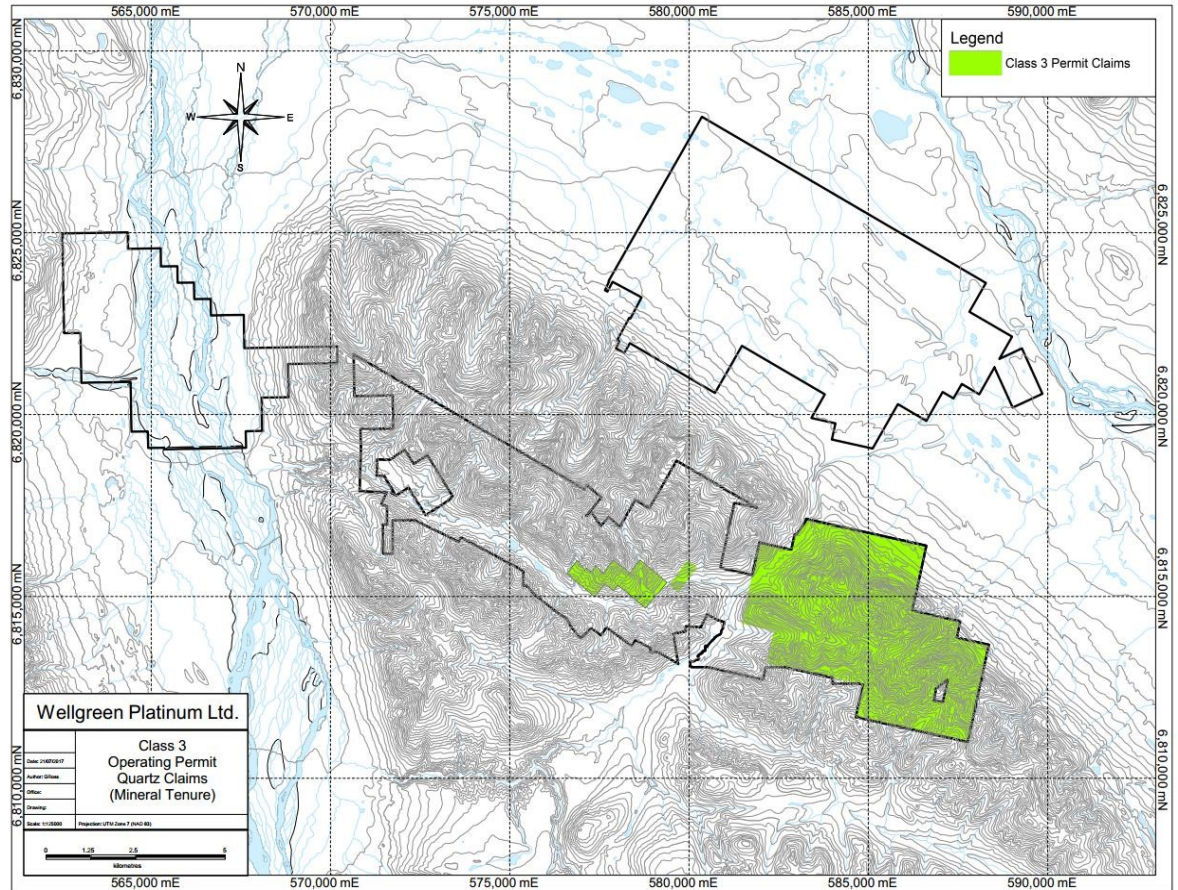 565,000 mE
570,000 mE
575,000 mE
580,000 mE
585,000 mE
590,000 mE
6,830,000 mN
6,825,000 mN
6,820,000 mN
6,815,000 mN
6,810,000 mN
N
W
E
S
Legend
Class 3 Permit Claims
6,825,000 mN
6,820,000 mN
6,815,000 mN
6,810,000 mN
Wellgreen Platinum Ltd.
Class 3
Operating Permit
Quartz Claims
(Mineral Tenure)
Date:
Author:
Office:
Drawing:
Scale:
Projection: UTM Zone 7 (NAD 83)
0 1.25 2.5 5
kilometres
565,000 mE
570,000 mE
575,000 mE
580,000 mE
585,000 mE
590,000 mE